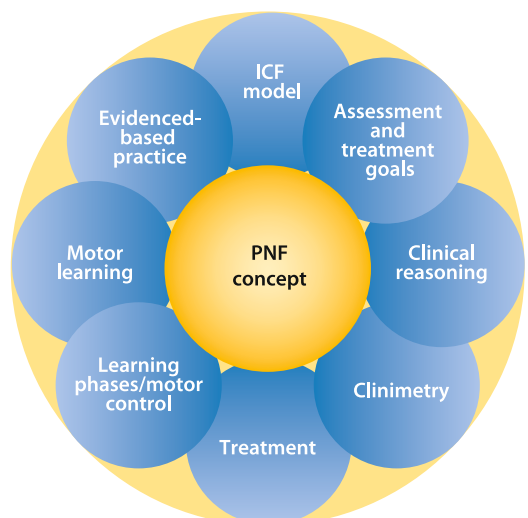 ICF
model
Assessment
and
treatment
goals
Clinical
reasoning
Clinimetry
Treatment
Learning
phases/motor
control
Motor
learning
Evidenced-
based
practice
PNF
concept